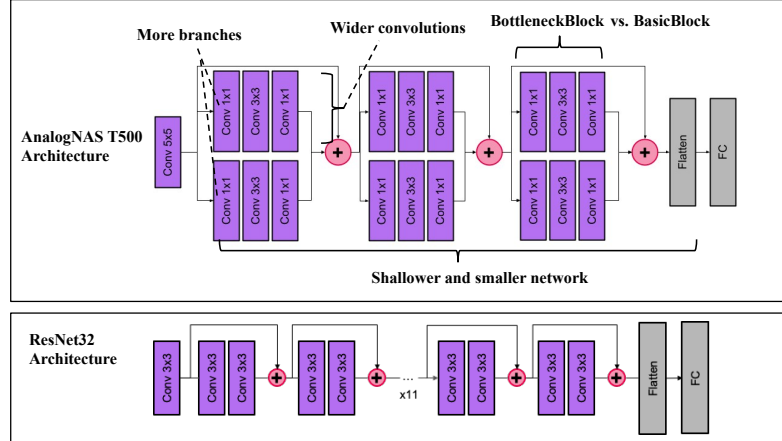 More branches
Wider convolutions
BottleneckBlock vs. BasicBlock
AnalogNAS T500
Architecture
Conv 5x5
Conv 1x1
Conv 3x3
Conv 1x1
Conv 1x1
Conv 3x3
Conv 1x1
+
Conv 1x1
Conv 3x3
Conv 1x1
Conv 1x1
Conv 3x3
Conv 1x1
+
Conv 1x1
Conv 3x3
Conv 1x1
Conv 1x1
Conv 3x3
Conv 1x1
+
Flatten
FC
Shallower and smaller network
ResNet32
Architecture
Conv 3x3
Conv 3x3
Conv 3x3
+
Conv 3x3
Conv 3x3
+
...
x11
Conv 3x3
Conv 3x3
+
Conv 3x3
Conv 3x3
+
Flatten
FC